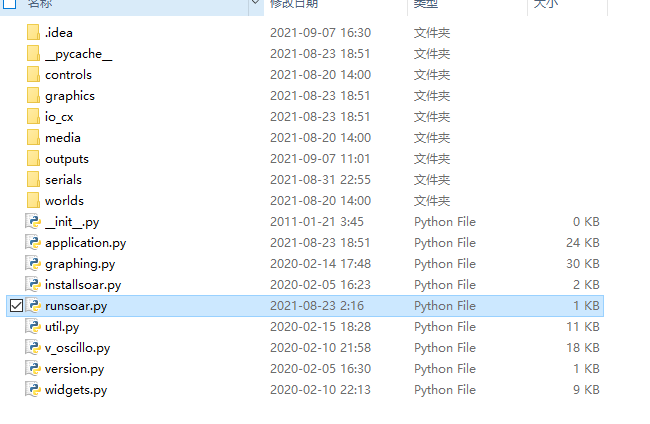 名称 修改日期 类型 大小
.idea 2021-09-07 16:30 文件夹
__pycache__ 2021-08-23 18:51 文件夹
controls 2021-08-20 14:00 文件夹
graphics 2021-08-23 18:51 文件夹
io_cx 2021-08-23 18:51 文件夹
media 2021-08-20 14:00 文件夹
outputs 2021-09-07 11:01 文件夹
serials 2021-08-31 22:55 文件夹
worlds 2021-08-20 14:00 文件夹
__init__.py 2011-01-21 3:45 Python File 0 KB
application.py 2021-08-23 18:51 Python File 24 KB
graphing.py 2020-02-14 17:48 Python File 30 KB
installsoar.py 2020-02-05 16:23 Python File 2 KB
runsoar.py 2021-08-23 2:16 Python File 1 KB
util.py 2020-02-15 18:28 Python File 11 KB
v_oscillo.py 2020-02-10 21:58 Python File 18 KB
version.py 2020-02-05 16:30 Python File 1 KB
widgets.py 2020-02-10 22:13 Python File 9 KB